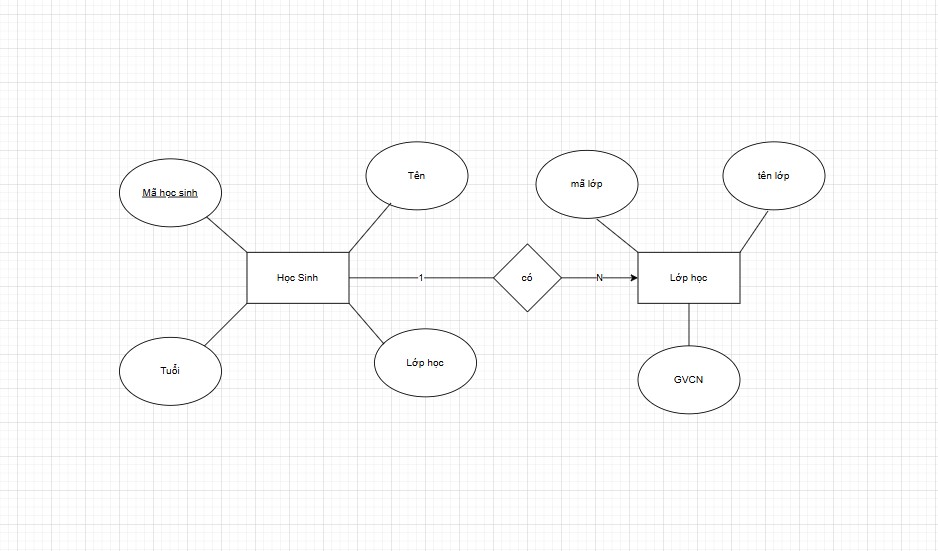 Tên
tên lớp
mã lớp
Mã học sinh
Học Sinh
1
có
N
Lớp học
Lớp học
Tuổi
GVCN